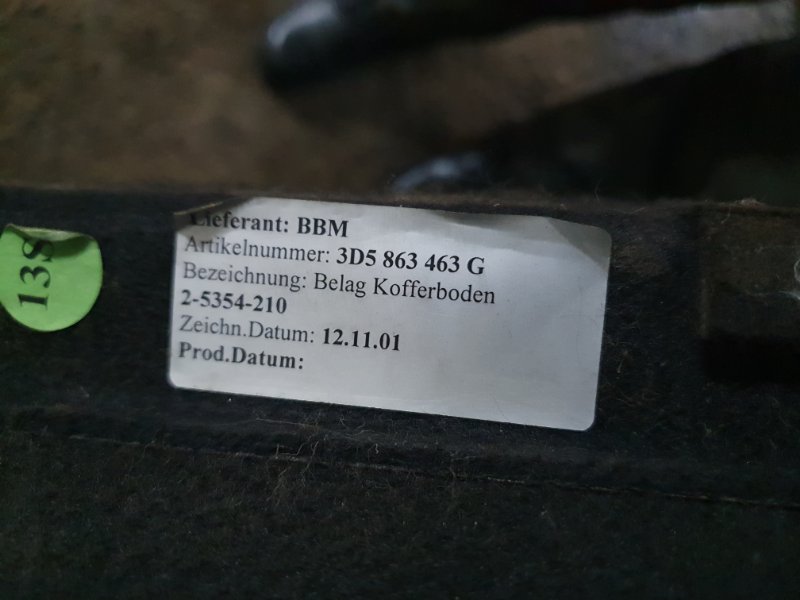 Lieferant: BBM
Artikelnummer: 3D5 863 463 G
Bezeichnung: Belag Kofferboden
2-5354-210
Zeichn.Datum: 12.11.01
Prod.Datum: